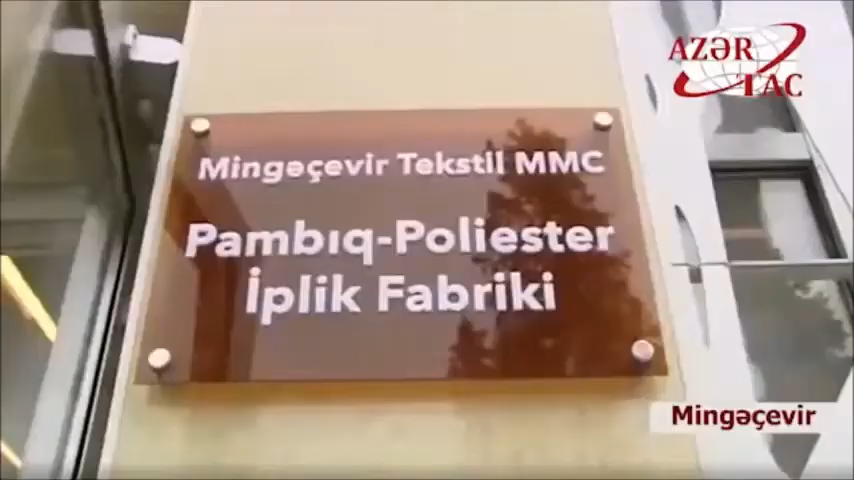 AZƏR
TAC
Mingəçevir Tekstil MMC
Pambıq-Poliester
İplik Fabriki
Mingəçevir